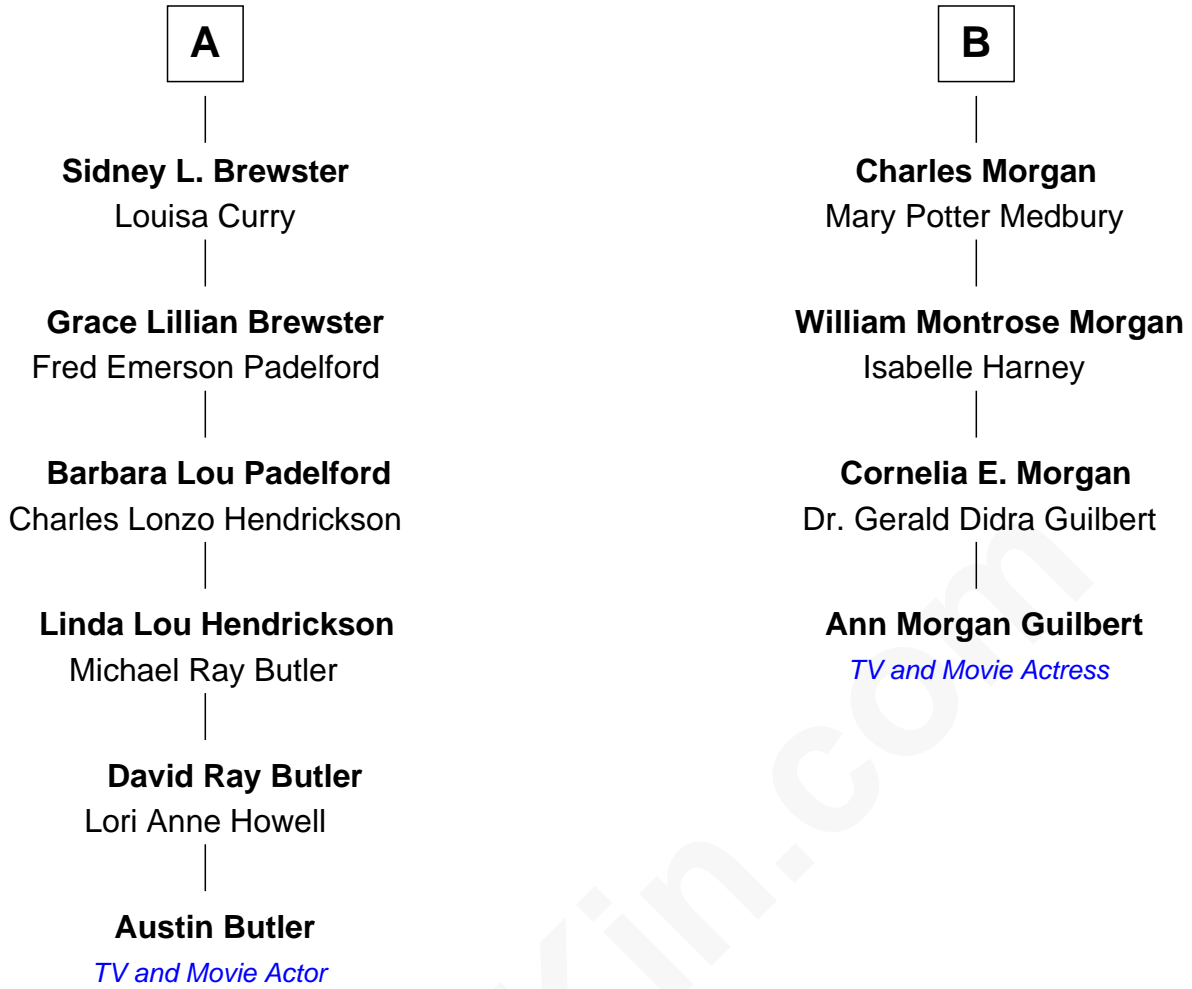 A
Sidney L. Brewster
Louisa Curry
Grace Lillian Brewster
Fred Emerson Padelford
Barbara Lou Padelford
Charles Lonzo Hendrickson
Linda Lou Hendrickson
Michael Ray Butler
David Ray Butler
Lori Anne Howell
Austin Butler
TV and Movie Actor
B
Charles Morgan
Mary Potter Medbury
William Montrose Morgan
Isabelle Harney
Cornelia E. Morgan
Dr. Gerald Didra Guilbert
Ann Morgan Guilbert
TV and Movie Actress
Kin.com